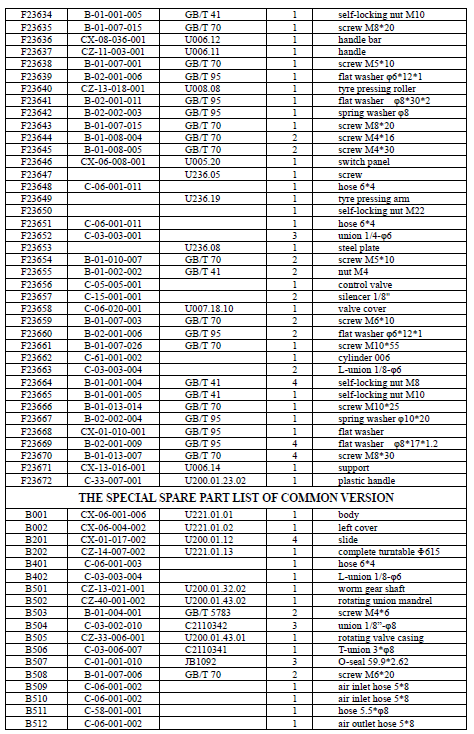 F23634 B-01-001-005 GB/T 41 1 self-locking nut M10
F23635 B-01-007-015 GB/T 70 1 screw M8*20
F23636 CX-08-036-001 U006.12 1 handle bar
F23637 CZ-11-003-001 U006.11 1 handle
F23638 B-01-007-001 GB/T 70 1 screw M5*10
F23639 B-02-001-006 GB/T 95 1 flat washer φ6*12*1
F23640 CZ-13-018-001 U008.08 1 tyre pressing roller
F23641 B-02-001-011 GB/T 95 1 flat washer φ8*30*2
F23642 B-02-002-003 GB/T 95 1 spring washer φ8
F23643 B-01-007-015 GB/T 70 1 screw M8*20
F23644 B-01-008-004 GB/T 70 2 screw M4*16
F23645 B-01-008-005 GB/T 70 2 screw M4*30
F23646 CX-06-008-001 U005.20 1 switch panel
F23647 U236.05 1 screw
F23648 C-06-001-011 1 hose 6*4
F23649 U236.19 1 tyre pressing arm
F23650 1 self-locking nut M22
F23651 C-06-001-011 1 hose 6*4
F23652 C-03-003-001 3 union 1/4-φ6
F23653 U236.08 1 steel plate
F23654 B-01-010-007 GB/T 70 2 screw M5*10
F23655 B-01-002-002 GB/T 41 2 nut M4
F23656 C-05-005-001 1 control valve
F23657 C-15-001-001 2 silencer 1/8"
F23658 C-06-020-001 U007.18.10 1 valve cover
F23659 B-01-007-003 GB/T 70 2 screw M6*10
F23660 B-02-001-006 GB/T 95 2 flat washer φ6*12*1
F23661 B-01-007-026 GB/T 70 1 screw M10*55
F23662 C-61-001-002 1 cylinder 006
F23663 C-03-003-004 2 L-union 1/8-φ6
F23664 B-01-001-004 GB/T 41 4 self-locking nut M8
F23665 B-01-001-005 GB/T 41 1 self-locking nut M10
F23666 B-01-013-014 GB/T 70 1 screw M10*25
F23667 B-02-002-004 GB/T 95 1 spring washer φ10*20
F23668 CX-01-010-001 GB/T 95 1 flat washer
F23669 B-02-001-009 GB/T 95 4 flat washer φ8*17*1.2
F23670 B-01-013-007 GB/T 70 4 screw M8*30
F23671 CX-13-016-001 U006.14 1 support
F23672 C-33-007-001 U200.01.23.02 1 plastic handle
THE SPECIAL SPARE PART LIST OF COMMON VERSION
B001 CX-06-001-006 U221.01.01 1 body
B002 CX-06-004-002 U221.01.02 1 left cover
B201 CX-01-017-002 U200.01.12 4 slide
B202 CZ-14-007-002 U221.01.13 1 complete turntable Φ615
B401 C-06-001-003 1 hose 6*4
B402 C-03-003-004 1 L-union 1/8-φ6
B501 CZ-13-021-001 U200.01.32.02 1 worm gear shaft
B502 CZ-40-001-002 U200.01.43.02 1 rotating union mandrel
B503 B-01-004-001 GB/T 5783 2 screw M4*6
B504 C-03-002-010 C2110342 3 union 1/8”-φ8
B505 CZ-33-006-001 U200.01.43.01 1 rotating valve casing
B506 C-03-006-007 C2110341 1 T-union 3*φ8
B507 C-01-001-010 JB1092 3 O-seal 59.9*2.62
B508 B-01-007-006 GB/T 70 2 screw M6*20
B509 C-06-001-002 1 air inlet hose 5*8
B510 C-06-001-002 1 air inlet hose 5*8
B511 C-58-001-001 1 hose 5.5*φ8
B512 C-06-001-002 1 air outlet hose 5*8